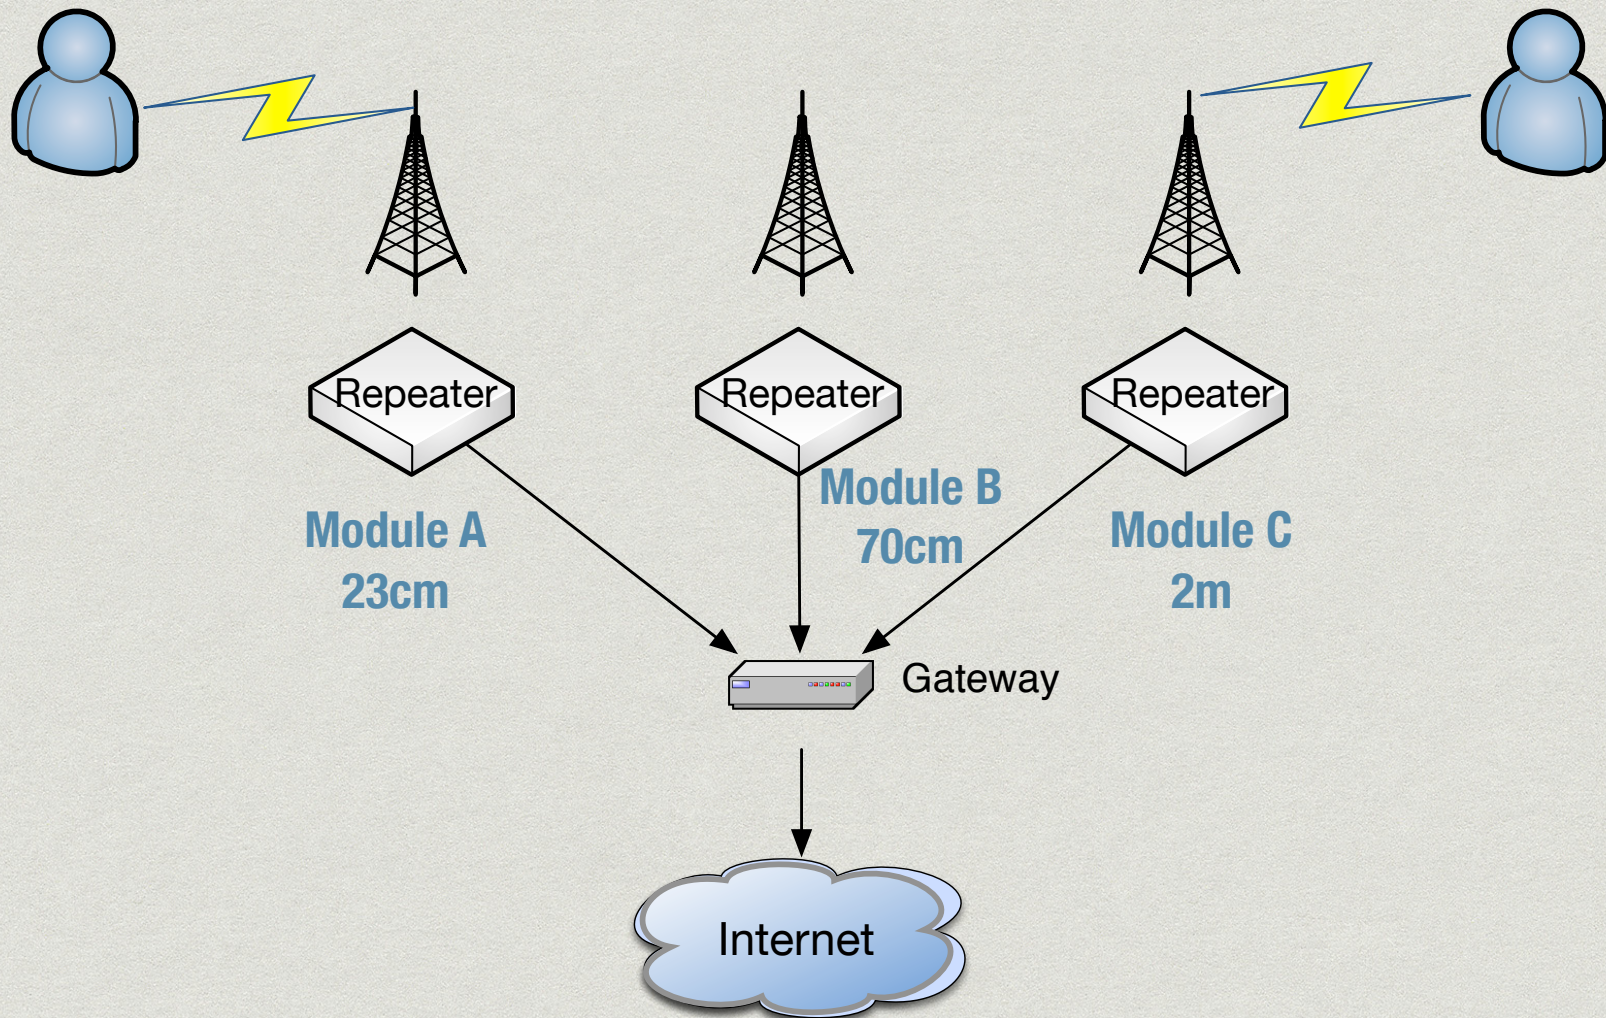 Repeater
Repeater
Repeater
Module A
23cm
Module B
70cm
Module C
2m
Gateway
Internet